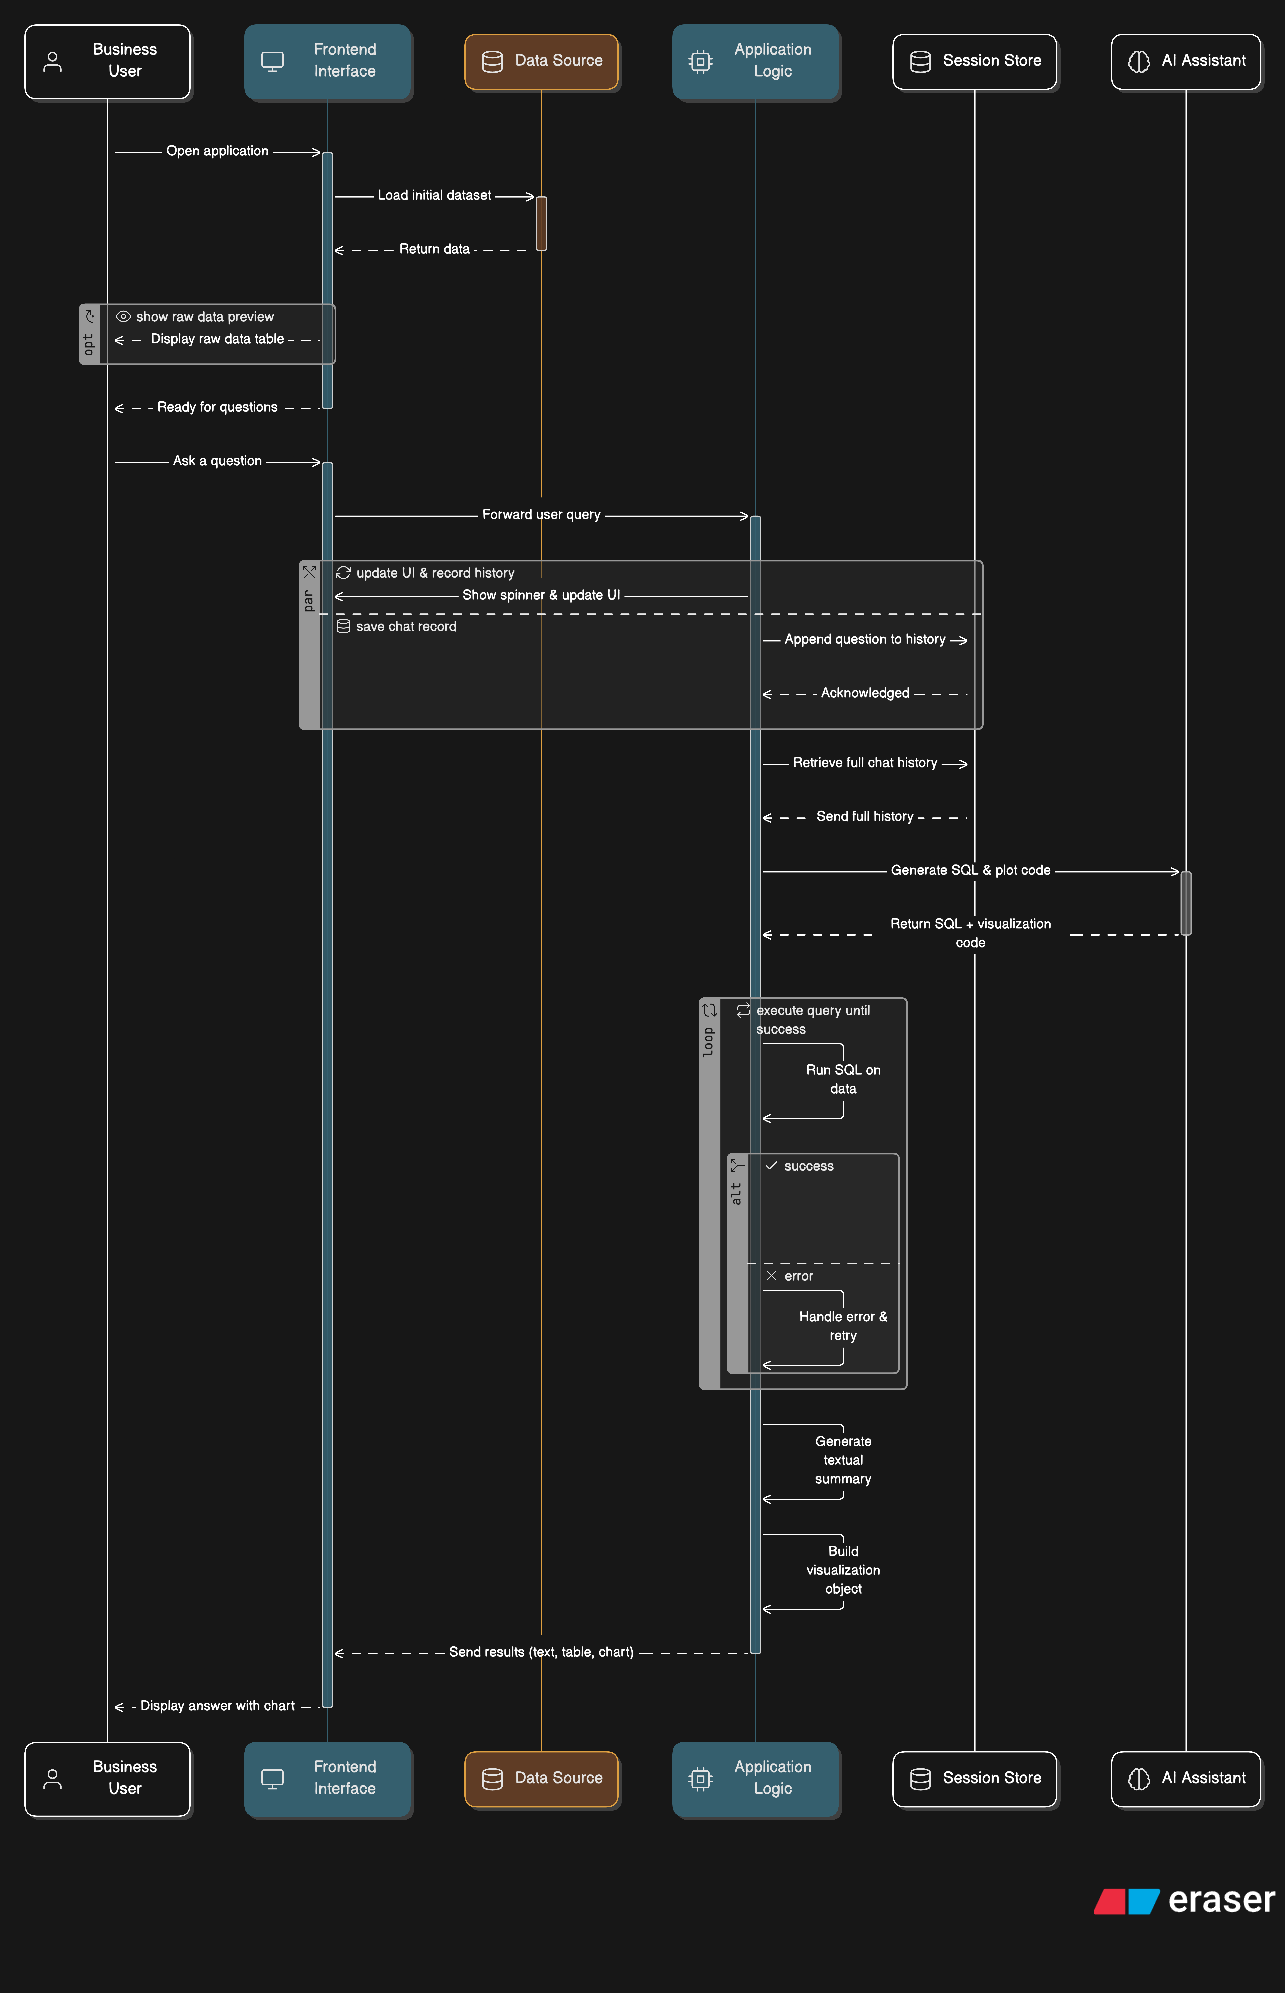 Business
User
Frontend
Interface
Data Source
Application
Logic
Session Store
AI Assistant
Open application
Load initial dataset
Return data
opt
show raw data preview
Display raw data table
Ready for questions
Ask a question
Forward user query
par
update UI & record history
Show spinner & update UI
save chat record
Append question to history
Acknowledged
Retrieve full chat history
Send full history
Generate SQL & plot code
Return SQL + visualization
code
loop
execute query until
success
Run SQL on
data
alt
success
error
Handle error &
retry
Generate
textual
summary
Build
visualization
object
Send results (text, table, chart)
Display answer with chart
Business
User
Frontend
Interface
Data Source
Application
Logic
Session Store
AI Assistant
eraser